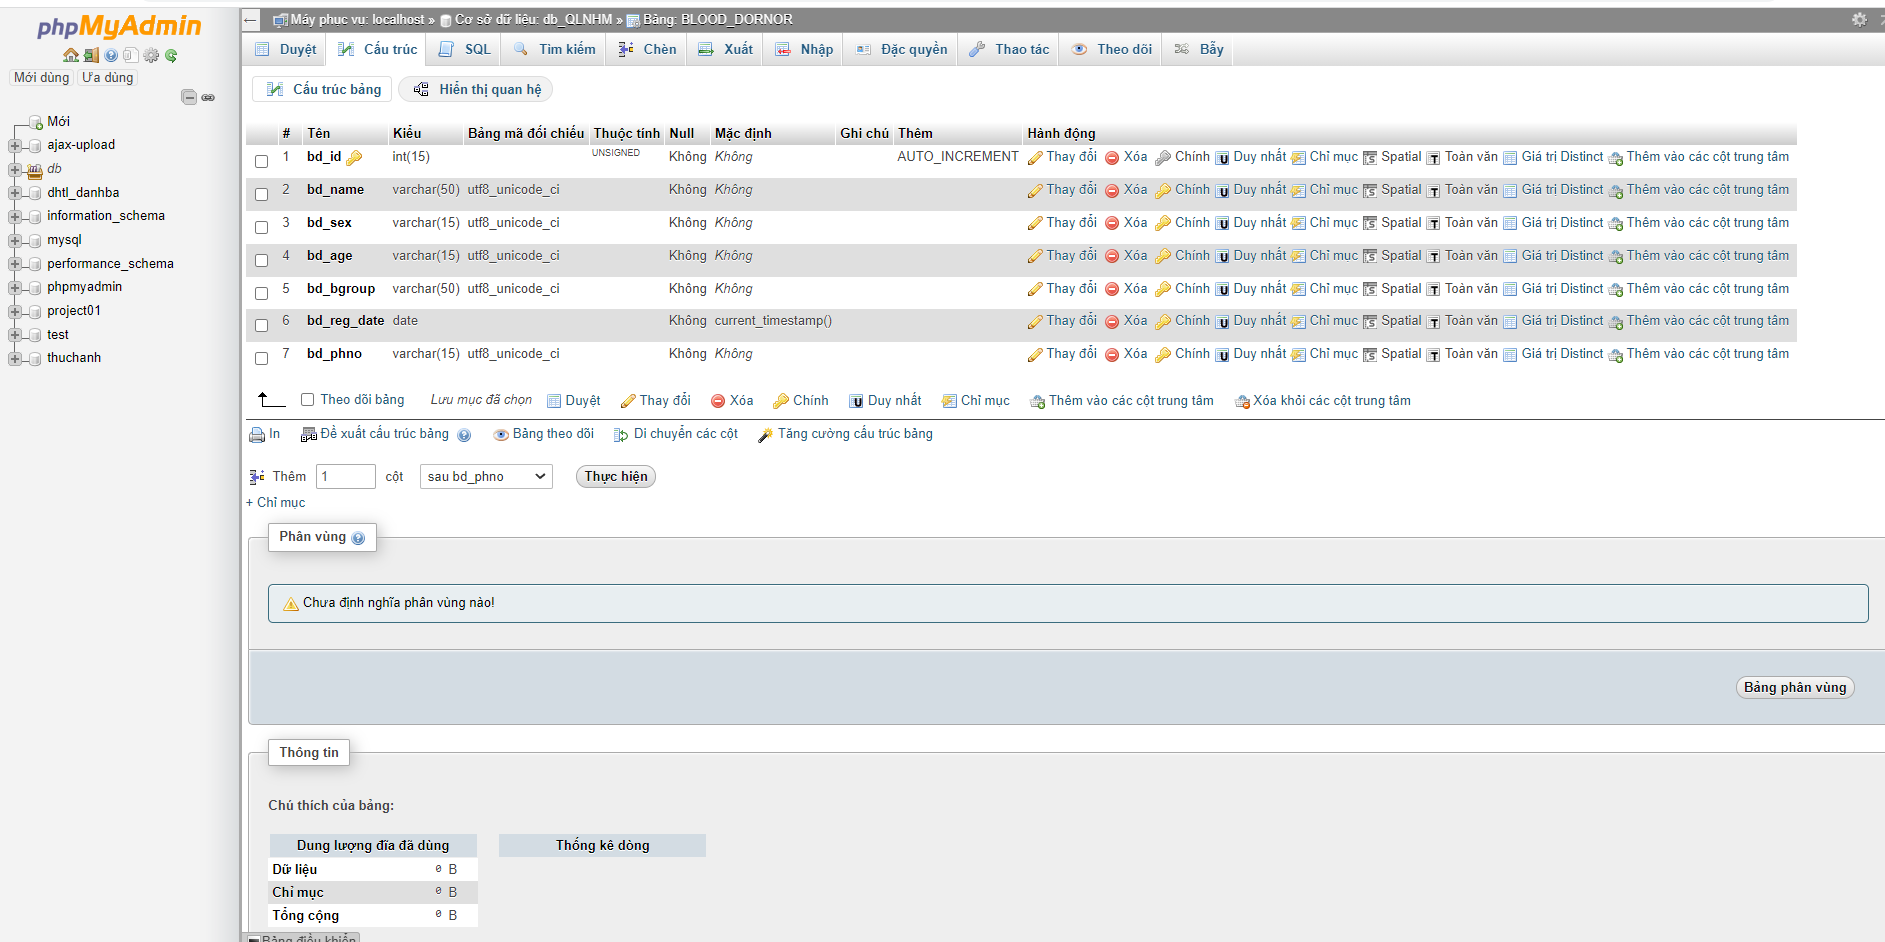 phpMyAdmin
Mới dùng Ưa dùng
Mới
ajax-upload
db
dhtl_danhba
information_schema
mysql
performance_schema
phpmyadmin
project01
test
thuchanh
Máy phục vụ: localhost » Cơ sở dữ liệu: db_QLNHM » Bảng: BLOOD_DORNOR
Duyệt Cấu trúc SQL Tìm kiếm Chèn Xuất Nhập Đặc quyền Thao tác Theo dõi Bẫy
Cấu trúc bảng Hiển thị quan hệ
# Tên Kiểu Bảng mã đối chiếu Thuộc tính Null Mặc định Ghi chú Thêm Hành động
1 bd_id int(15) UNSIGNED Không Không AUTO_INCREMENT Thay đổi Xóa Chính Duy nhất Chỉ mục Spatial Toàn văn Giá trị Distinct Thêm vào các cột trung tâm
2 bd_name varchar(50) utf8_unicode_ci Không Không Thay đổi Xóa Chính Duy nhất Chỉ mục Spatial Toàn văn Giá trị Distinct Thêm vào các cột trung tâm
3 bd_sex varchar(15) utf8_unicode_ci Không Không Thay đổi Xóa Chính Duy nhất Chỉ mục Spatial Toàn văn Giá trị Distinct Thêm vào các cột trung tâm
4 bd_age varchar(15) utf8_unicode_ci Không Không Thay đổi Xóa Chính Duy nhất Chỉ mục Spatial Toàn văn Giá trị Distinct Thêm vào các cột trung tâm
5 bd_bgroup varchar(50) utf8_unicode_ci Không Không Thay đổi Xóa Chính Duy nhất Chỉ mục Spatial Toàn văn Giá trị Distinct Thêm vào các cột trung tâm
6 bd_reg_date date Không current_timestamp() Thay đổi Xóa Chính Duy nhất Chỉ mục Spatial Toàn văn Giá trị Distinct Thêm vào các cột trung tâm
7 bd_phno varchar(15) utf8_unicode_ci Không Không Thay đổi Xóa Chính Duy nhất Chỉ mục Spatial Toàn văn Giá trị Distinct Thêm vào các cột trung tâm
Theo dõi bảng Lưu mục đã chọn Duyệt Thay đổi Xóa Chính Duy nhất Chỉ mục Thêm vào các cột trung tâm Xóa khỏi các cột trung tâm
In Đề xuất cấu trúc bảng Bảng theo dõi Di chuyển các cột Tăng cường cấu trúc bảng
Thêm 1 cột sau bd_phno Thực hiện
+ Chỉ mục
Phân vùng
Chưa định nghĩa phân vùng nào!
Bảng phân vùng
Thông tin
Chú thích của bảng:
Dung lượng đĩa đã dùng Thống kê dòng
Dữ liệu 0 B
Chỉ mục 0 B
Tổng cộng 0 B
Bảng điều khiển